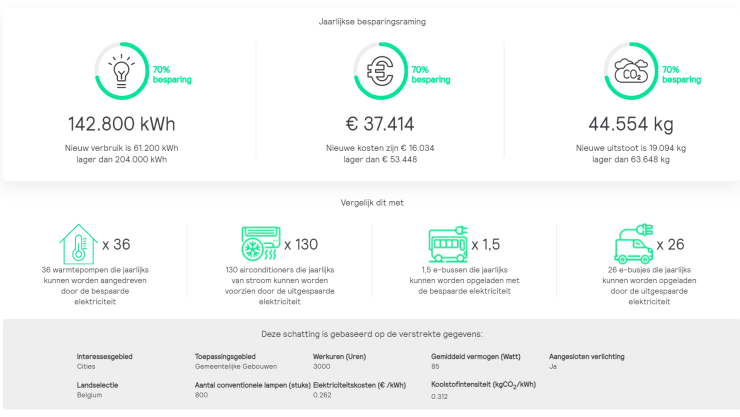 Jaarlijkse besparingsraming
70%
besparing
70%
besparing
CO2
70%
besparing
142.800 kWh
€ 37.414
44.554 kg
Nieuw verbruik is 61.200 kWh
lager dan 204.000 kWh
Nieuwe kosten zijn € 16.034
lager dan € 53.448
Nieuwe uitstoot is 19.094 kg
lager dan 63.648 kg
Vergelijk dit met
x 36
x 130
x 1,5
x 26
36 warmtepompen die jaarlijks
kunnen worden aangedreven
door de bespaarde
elektriciteit
130 airconditioners die jaarlijks
van stroom kunnen worden
voorzien door de uitgespaarde
elektriciteit
1,5 e-bussen die jaarlijks
kunnen worden opgeladen met
de bespaarde elektriciteit
26 e-busjes die jaarlijks
kunnen worden opgeladen
door de uitgespaarde
elektriciteit
Deze schatting is gebaseerd op de verstrekte gegevens:
Interessesgebied
Cities
Toepassingsgebied
Gemeentelijke Gebouwen
Werkuren (Uren)
3000
Gemiddeld vermogen (Watt)
85
Aangesloten verlichting
Ja
Landselectie
Belgium
Aantal conventionele lampen (stuks)
800
Elektriciteitskosten (€ /kWh)
0.262
Koolstofintensiteit (kgCO2/kWh)
0.312